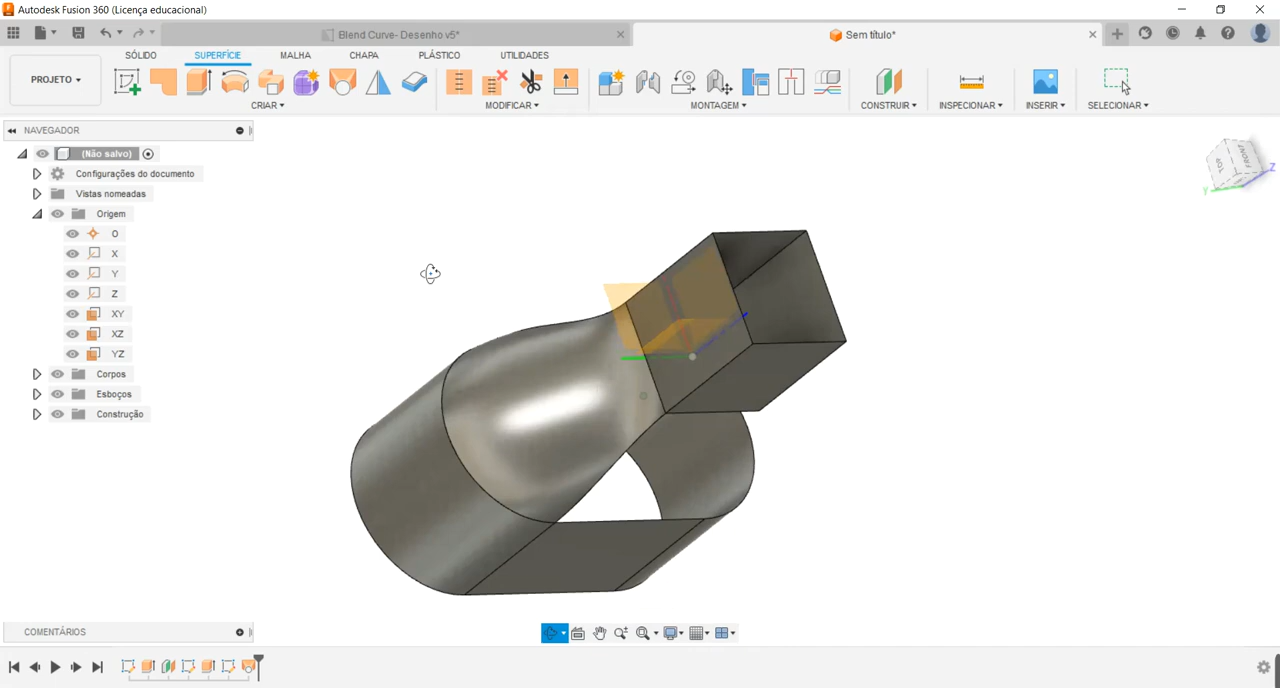 Autodesk Fusion 360 (Licença educacional)
Blend Curve- Desenho v5*
Sem título*
SÓLIDO SUPERFÍCIE MALHA CHAPA PLÁSTICO UTILIDADES
PROJETO
CRIAR MODIFICAR MONTAGEM CONSTRUIR INSPECIONAR INSERIR SELECIONAR
NAVEGADOR
(Não salvo)
Configurações do documento
Vistas nomeadas
Origem
O
X
Y
Z
XY
XZ
YZ
Corpos
Esboços
Construção
TOP FRONT
Z
Y
COMENTÁRIOS